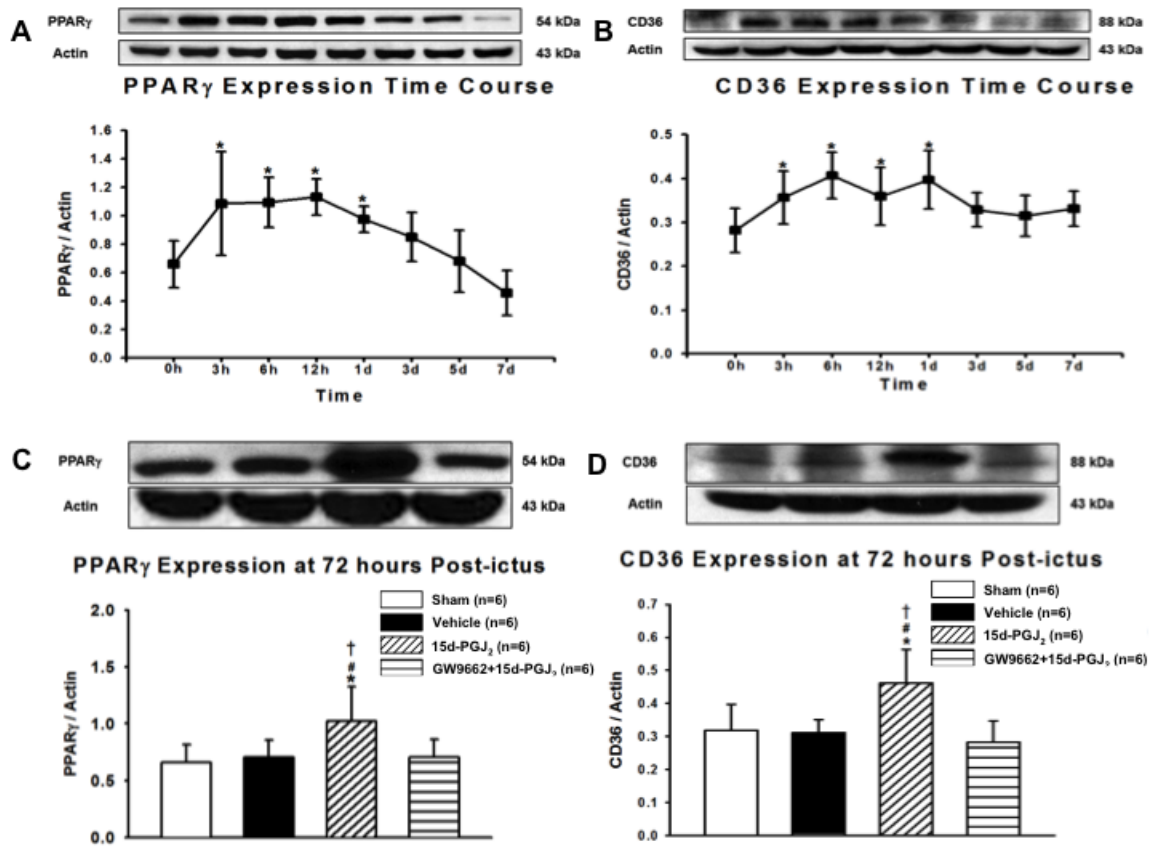 A
PPARγ
54 kDa
Actin
43 kDa
PPARγ Expression Time Course
1.6
1.4
1.2
1.0
0.8
0.6
0.4
0.2
0.0
PPARγ / Actin
* * * *
0h 3h 6h 12h 1d 3d 5d 7d
Time
B
CD36
88 kDa
Actin
43 kDa
CD36 Expression Time Course
0.5
0.4
0.3
0.2
0.1
0.0
CD36 / Actin
* * * *
0h 3h 6h 12h 1d 3d 5d 7d
Time
C
PPARγ
54 kDa
Actin
43 kDa
PPARγ Expression at 72 hours Post-ictus
Sham (n=6)
Vehicle (n=6)
15d-PGJ₂ (n=6)
GW9662+15d-PGJ₂ (n=6)
2.0
1.5
1.0
0.5
0.0
PPARγ / Actin
†
#
*
D
CD36
88 kDa
Actin
43 kDa
CD36 Expression at 72 hours Post-ictus
Sham (n=6)
Vehicle (n=6)
15d-PGJ₂ (n=6)
GW9662+15d-PGJ₂ (n=6)
0.7
0.6
0.5
0.4
0.3
0.2
0.1
0.0
CD36 / Actin
†
#
*